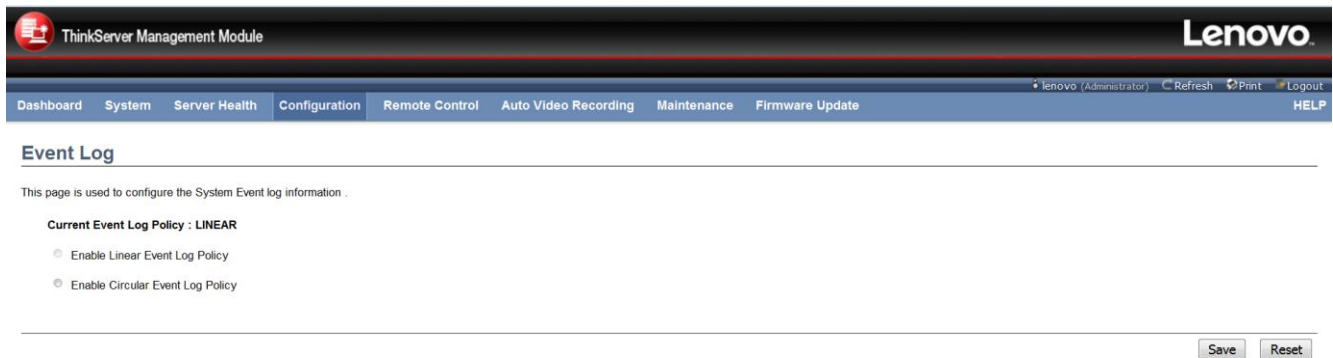 ThinkServer Management Module
Lenovo
lenovo (Administrator) Refresh Print Logout
Dashboard System Server Health Configuration Remote Control Auto Video Recording Maintenance Firmware Update HELP
Event Log
This page is used to configure the System Event log information .
Current Event Log Policy : LINEAR
Enable Linear Event Log Policy
Enable Circular Event Log Policy
Save Reset